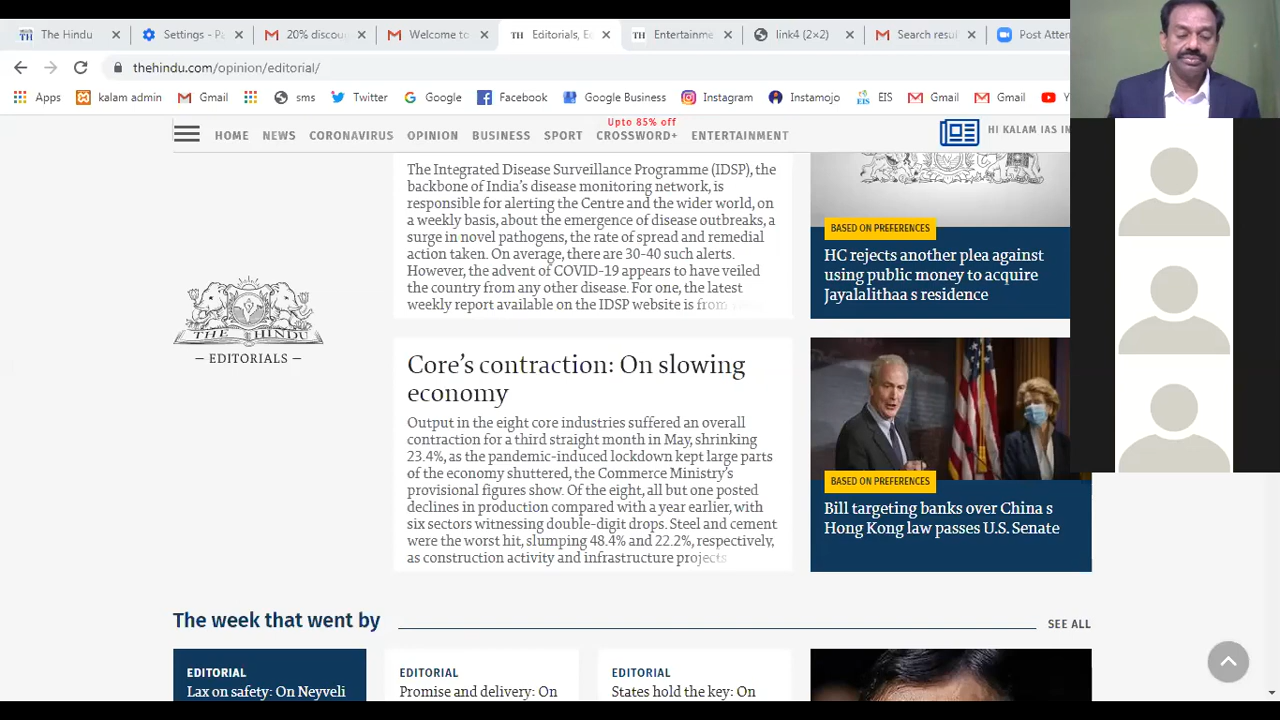 The Hindu
Settings - Pa
20% discou
Welcome to
Editorials, E
Entertainme
link4 (2×2)
Search resul
Post Atten
thehindu.com/opinion/editorial/
Apps
kalam admin
Gmail
sms
Twitter
Google
Facebook
Google Business
Instagram
Instamojo
EIS
EIS
Gmail
Gmail
Y
Upto 85% off
HOME
NEWS
CORONAVIRUS
OPINION
BUSINESS
SPORT
CROSSWORD+
ENTERTAINMENT
HI KALAM IAS IN
The Integrated Disease Surveillance Programme (IDSP), the
backbone of India’s disease monitoring network, is
responsible for alerting the Centre and the wider world, on
a weekly basis, about the emergence of disease outbreaks, a
surge in novel pathogens, the rate of spread and remedial
action taken. On average, there are 30-40 such alerts.
However, the advent of COVID-19 appears to have veiled
the country from any other disease. For one, the latest
weekly report available on the IDSP website is from
THE HINDU
— EDITORIALS —
BASED ON PREFERENCES
HC rejects another plea against
using public money to acquire
Jayalalithaa s residence
Core’s contraction: On slowing
economy
Output in the eight core industries suffered an overall
contraction for a third straight month in May, shrinking
23.4%, as the pandemic-induced lockdown kept large parts
of the economy shuttered, the Commerce Ministry’s
provisional figures show. Of the eight, all but one posted
declines in production compared with a year earlier, with
six sectors witnessing double-digit drops. Steel and cement
were the worst hit, slumping 48.4% and 22.2%, respectively,
as construction activity and infrastructure projects
BASED ON PREFERENCES
Bill targeting banks over China s
Hong Kong law passes U.S. Senate
The week that went by
SEE ALL
EDITORIAL
Lax on safety: On Neyveli
EDITORIAL
Promise and delivery: On
EDITORIAL
States hold the key: On